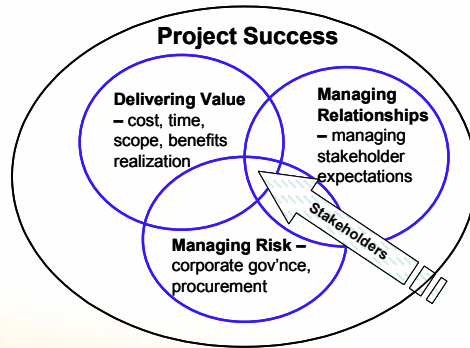 Project Success
Delivering Value
– cost, time,
scope, benefits
realization
Managing
Relationships
– managing
stakeholder
expectations
Stakeholders
Managing Risk –
corporate gov'nce,
procurement